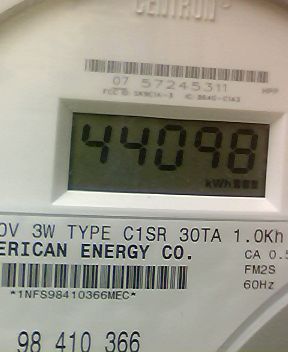 CENTRON®
07 57245311
44098
kWh
0V 3W TYPE C1SR 30TA 1.0Kh
ERICAN ENERGY CO.
CA 0.5
FM2S
60Hz
*1NFS98410366MEC*
98 410 366